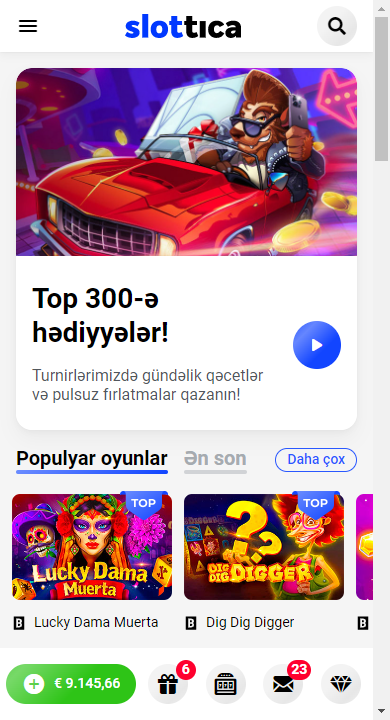 slottica
Top 300-ə
hədiyyələr!
Turnirlərimizdə gündəlik qəcetlər
və pulsuz fırlatmalar qazanın!
Populyar oyunlar
Ən son
Daha çox
TOP
TOP
Lucky Dama
Muerta
DIG DIG
DIGGER
B Lucky Dama Muerta
B Dig Dig Digger
B
€ 9.145,66
6
23